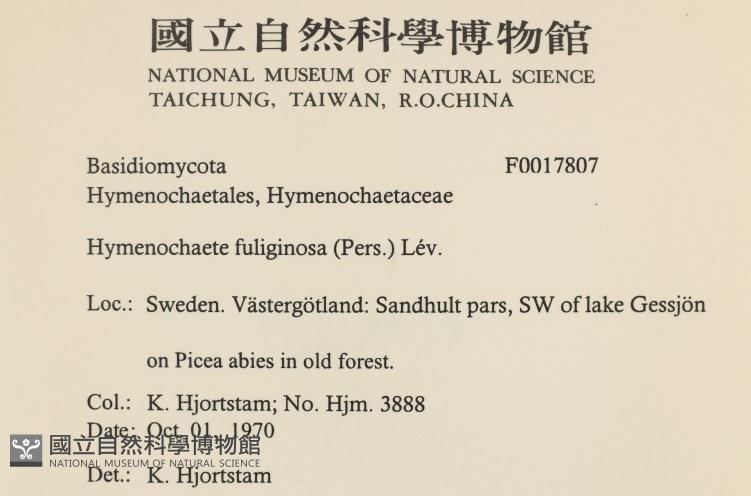 國立自然科學博物館
NATIONAL MUSEUM OF NATURAL SCIENCE
TAICHUNG, TAIWAN, R.O.CHINA
Basidiomycota F0017807
Hymenochaetales, Hymenochaetaceae
Hymenochaete fuliginosa (Pers.) Lév.
Loc.: Sweden. Västergötland: Sandhult pars, SW of lake Gessjön
on Picea abies in old forest.
Col.: K. Hjortstam; No. Hjm. 3888
Date: Oct. 01, 1970
國立自然科學博物館
NATIONAL MUSEUM OF NATURAL SCIENCE
Det.: K. Hjortstam